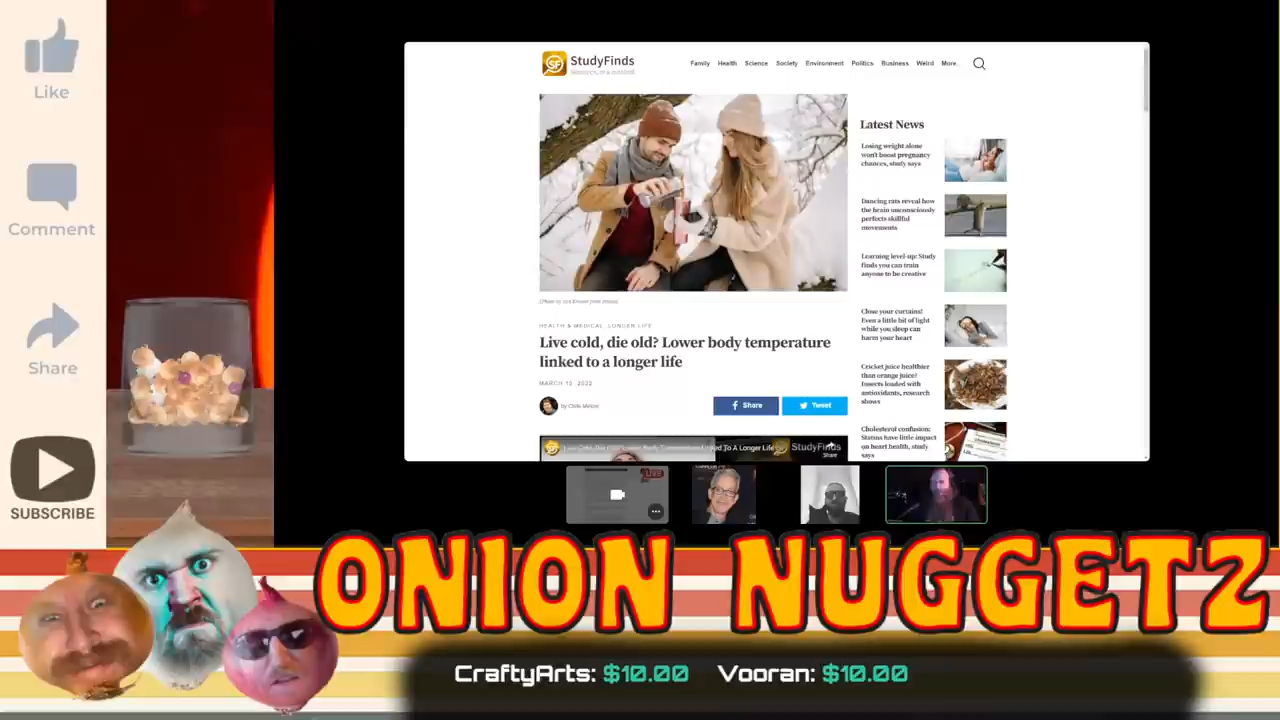 Like
Comment
Share
SUBSCRIBE
StudyFinds
Family Health Science Society Environment Politics Business Weird More
HEALTH & MEDICAL, LONGER LIFE
Live cold, die old? Lower body temperature
linked to a longer life
MARCH 10, 2022
Share
Tweet
StudyFinds
Share
Latest News
Losing weight alone
won't boost pregnancy
chances, study says
Dancing rats reveal how
the brain unconsciously
perfects skillful
movements
Learning level-up: Study
finds you can train
anyone to be creative
Close your curtains!
Even a little bit of light
while you sleep can
harm your heart
Cricket juice healthier
than orange juice?
Insects loaded with
antioxidants, research
shows
Cholesterol confusion:
Statins have little impact
on heart health, study
says
LIVE
ONION NUGGETZ
CraftyArts: $10.00 Vooran: $10.00